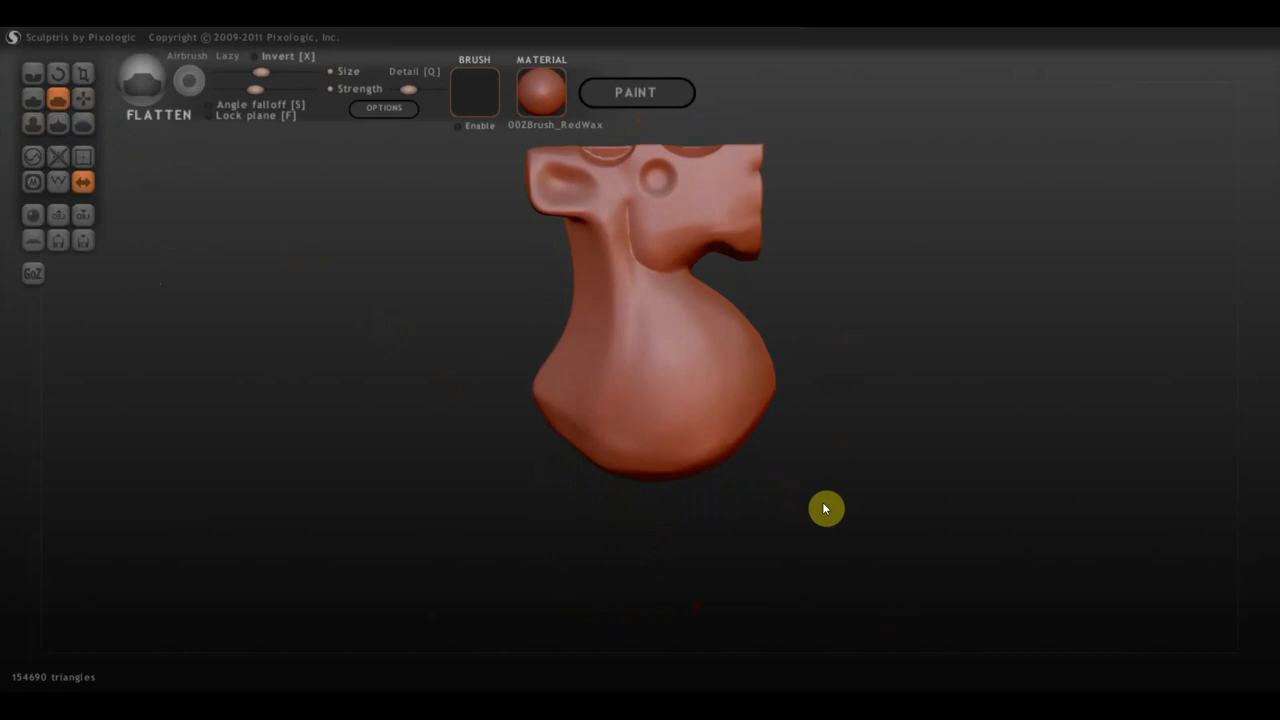 Sculptris by Pixologic Copyright © 2009-2011 Pixologic, Inc.
Airbrush Lazy Invert [X]
Size Detail [Q]
Strength
Angle falloff [S]
Lock plane [F]
OPTIONS
FLATTEN
BRUSH
Enable
MATERIAL
00ZBrush_RedWax
PAINT
GoZ
154690 triangles